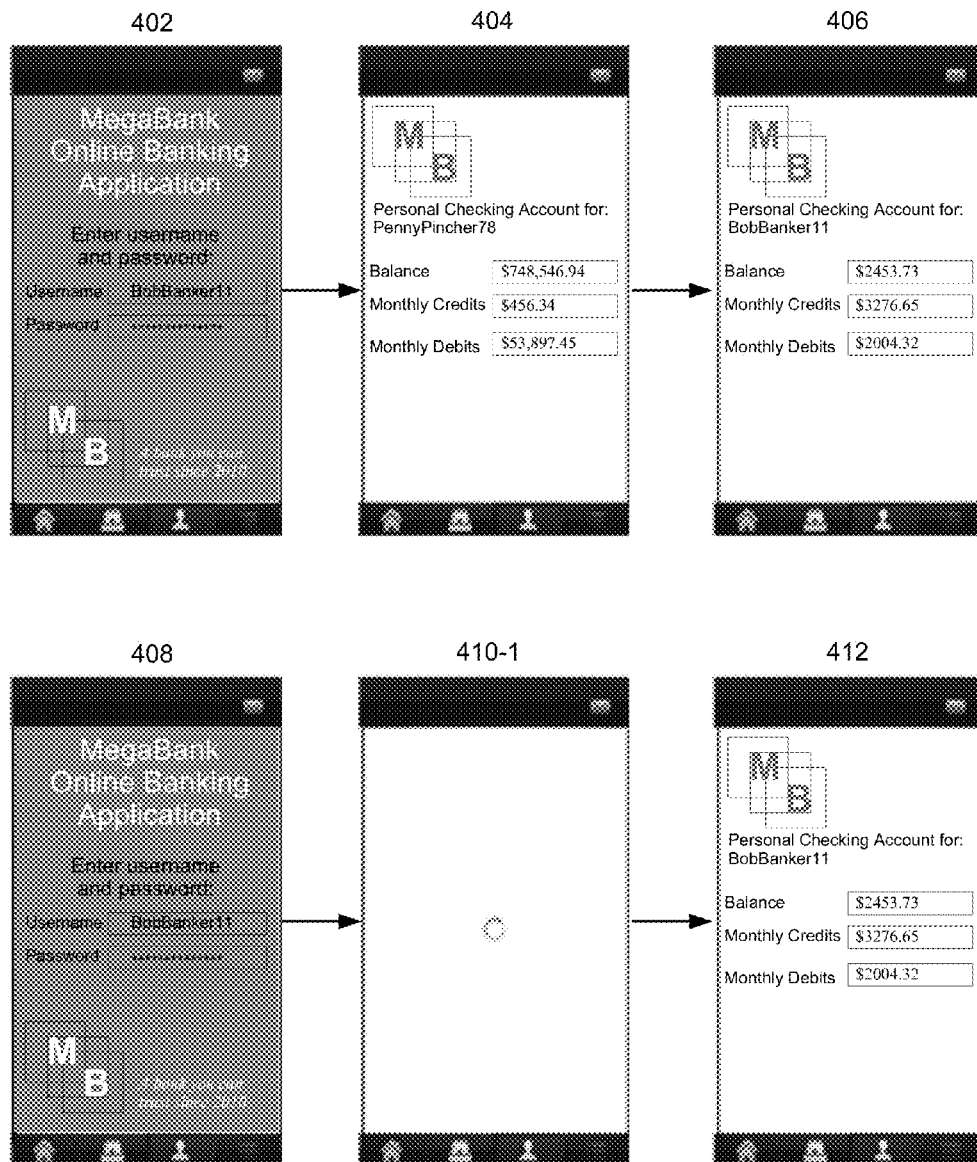 402
404
406
MegaBank
Online Banking
Application
Enter username
and password
Username BobBanker11
Password ••••••••••••••
M
B
M
B
Personal Checking Account for:
PennyPincher78
Balance $748,546.94
Monthly Credits $456.34
Monthly Debits $53,897.45
M
B
Personal Checking Account for:
BobBanker11
Balance $2453.73
Monthly Credits $3276.65
Monthly Debits $2004.32
408
410-1
412
MegaBank
Online Banking
Application
Enter username
and password
Username BobBanker11
Password ••••••••••••••
M
B
M
B
Personal Checking Account for:
BobBanker11
Balance $2453.73
Monthly Credits $3276.65
Monthly Debits $2004.32